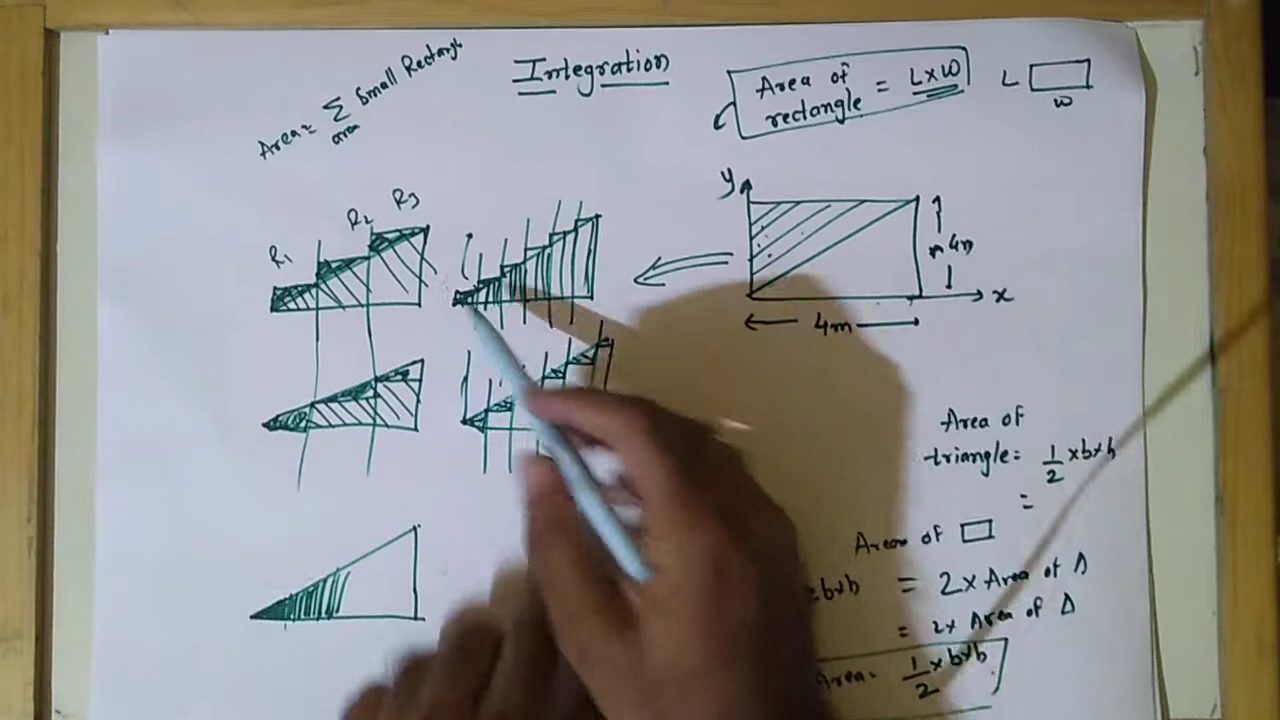 Integration
Area = Σ Small Rectangl
area
Area of
rectangle = L×W
L
W
R1
R2
R3
y
4m
x
4m
Area of
triangle = 1/2 ×b×h
=
Area of
b×h = 2× Area of Δ
= 2× Area of Δ
Area = 1/2 ×b×h